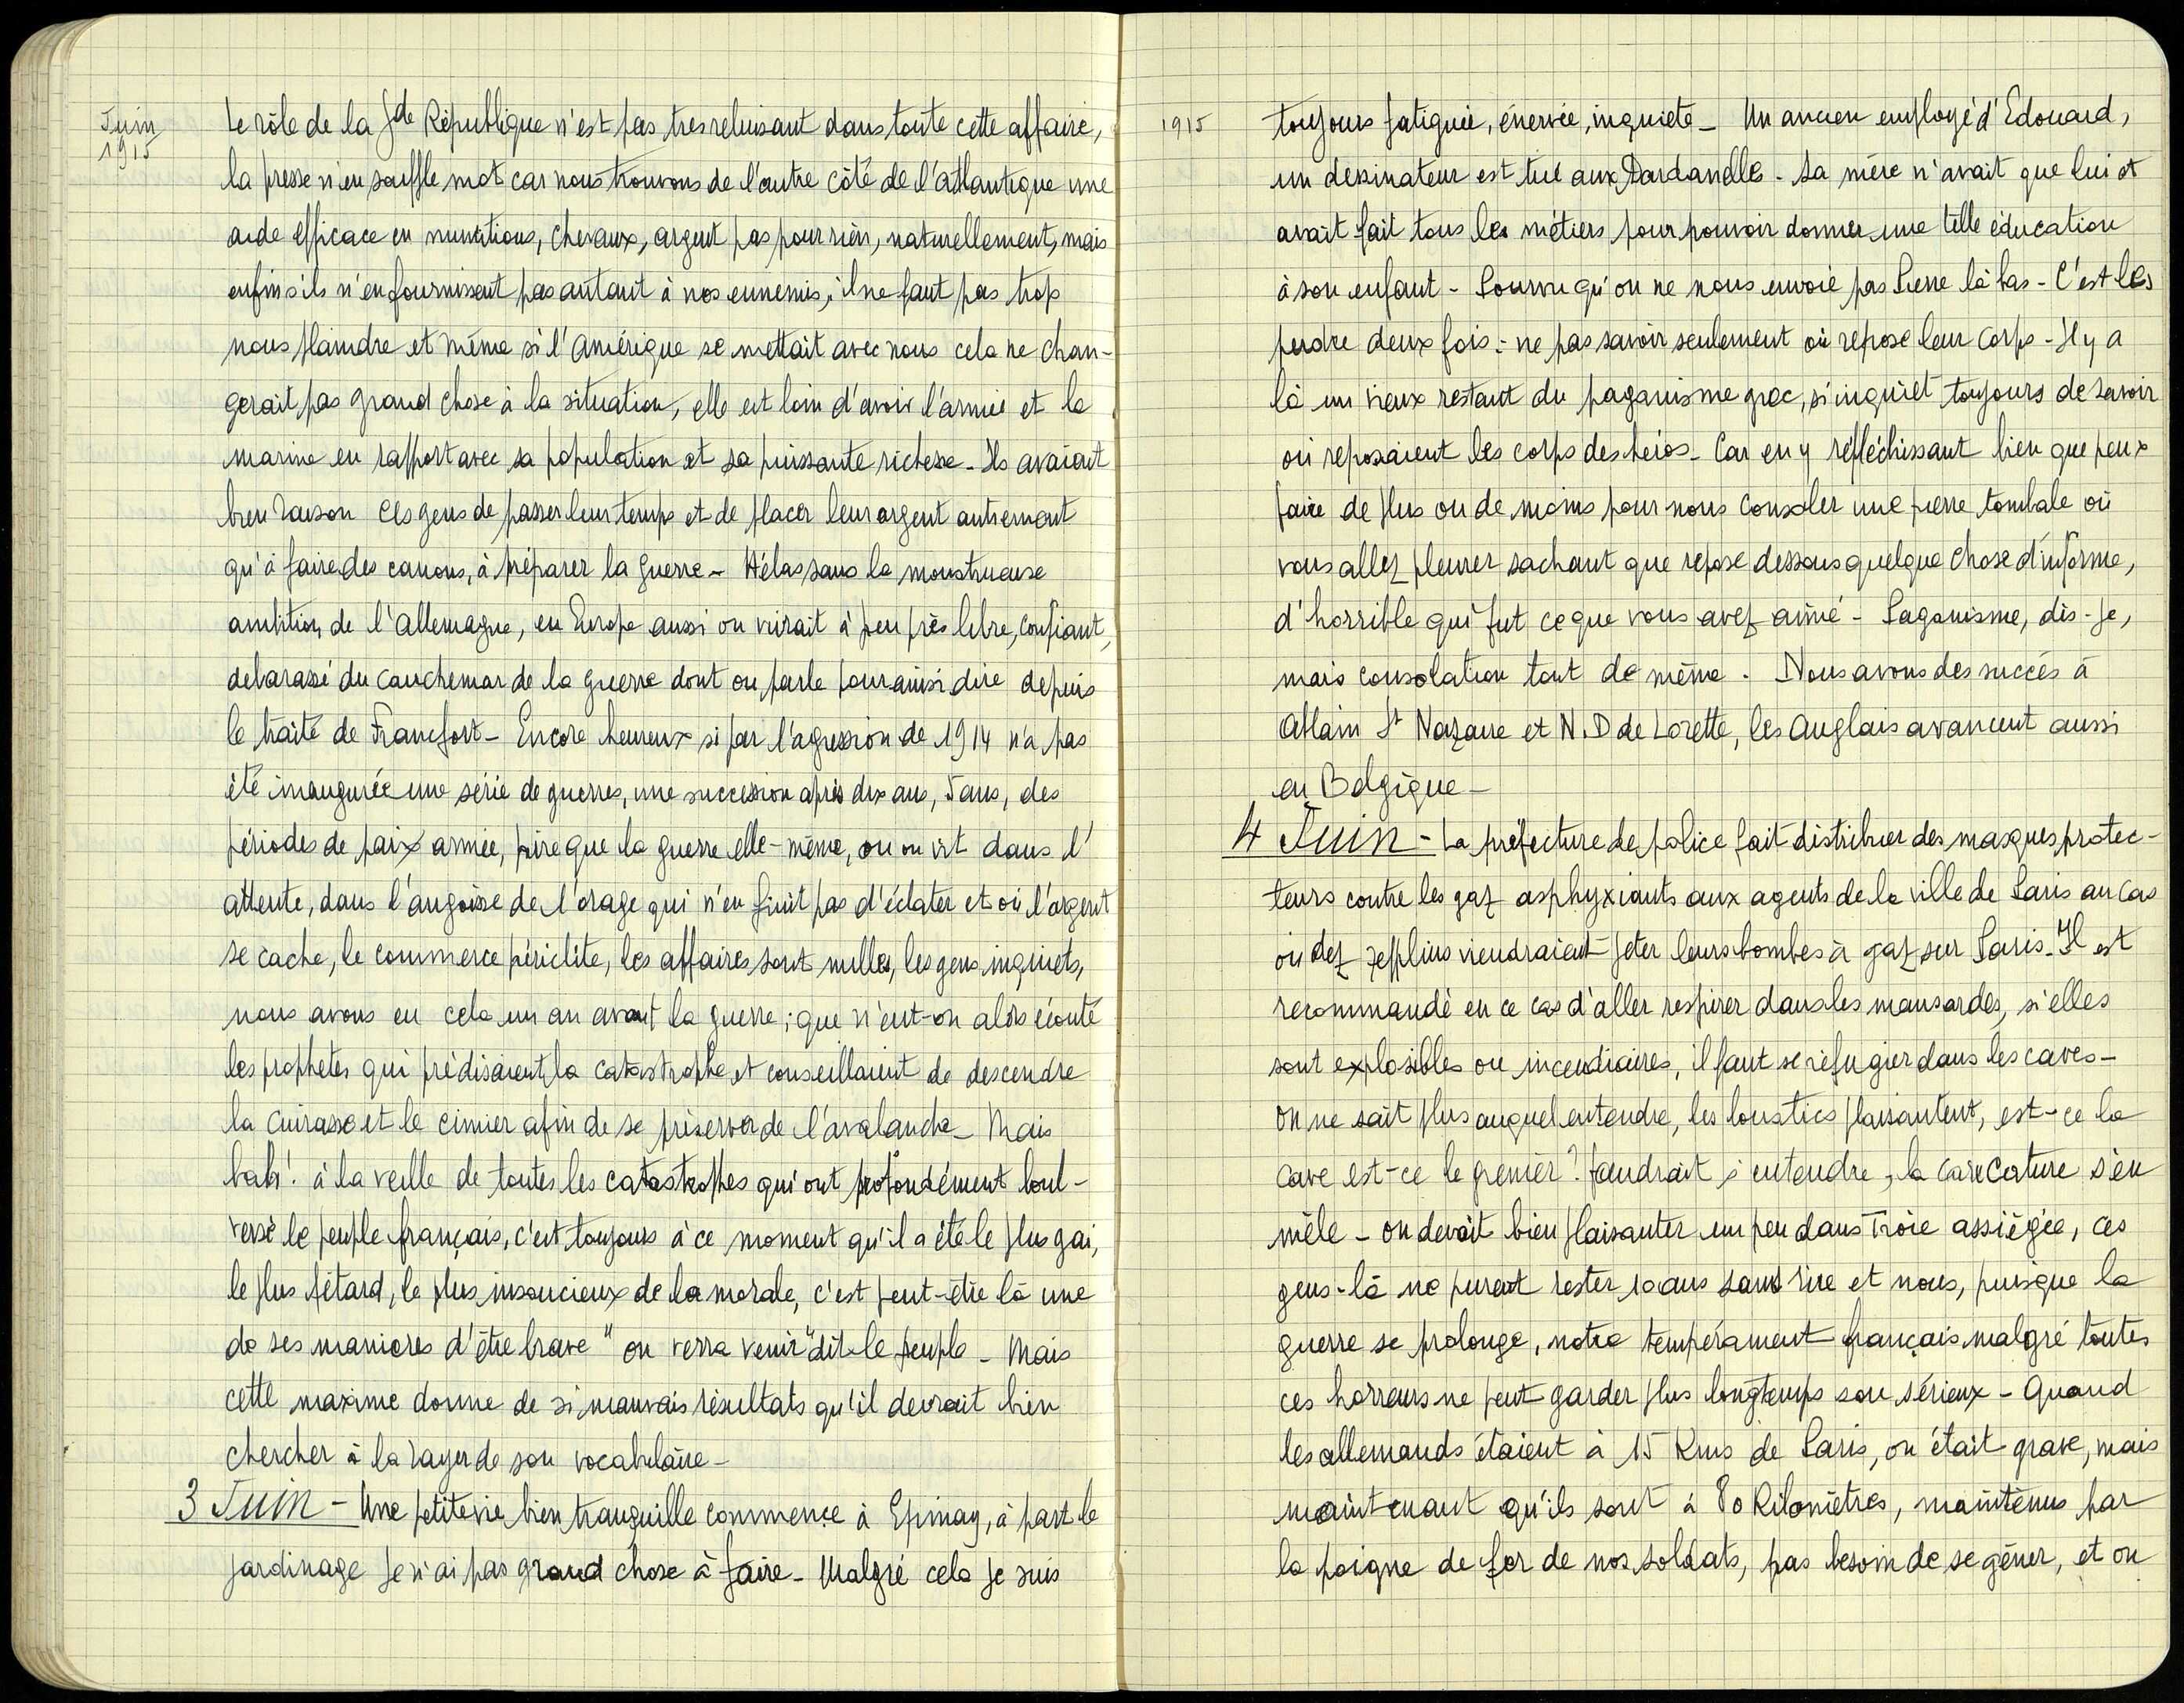 Juin
1915
Le rôle de la gde République n'est pas tres reluisant dans toute cette affaire,
la presse n'en souffle mot car nous trouvons de l'autre côté de l'atlantique une
aide efficace en munitions, chevaux, argent pas pour rien, naturellement, mais
enfin s'ils n'en fournissent pas autant à nos ennemis, il ne faut pas trop
nous plaindre et même si l'Amérique se mettait avec nous cela ne chan-
gerait pas grand chose à la situation, elle est loin d'avoir l'armée et la
marine en rapport avec sa population et sa puissante richesse - Ils avaient
bien raison ces gens de passer leur temps et de placer leur argent autrement
qu'à faire des canons, à préparer la guerre - Hélas sans la monstrueuse
ambition de l'allemagne, en Europe aussi on vivrait à peu près libre, confiant,
debarassé du cauchemar de la guerre dont on parle pour ainsi dire depuis
le traité de Francfort - Encore heureux si par l'agression de 1914 n'a pas
été inaugurée une série de guerres, une succession après dix ans, 5 ans, des
périodes de paix armée, pire que la guerre elle-même, ou on vit dans l'
attente, dans l'angoisse de l'orage qui n'en finit pas d'éclater et où l'argent
se cache, le commerce périclite, les affaires sont nulles, les gens inquiets,
nous avons eu cela un an avant la guerre ; que n'eut-on alors écouté
les prophètes qui prédisaient la catastrophe et conseillaient de descendre
la cuirasse et le cimier afin de se préserver de l'avalanche - Mais
bah! à la veille de toutes les catastrophes qui ont profondément boul-
versé le peuple français, c'est toujours à ce moment qu'il a été le plus gai,
le plus fétard, le plus insoucieux de la morale, c'est peut-être là une
de ses manieres d'être brave " on verra venir" dit le peuple - Mais
cette maxime donne de si mauvais résultats qu'il devrait bien
chercher à la rayer de son vocabulaire -
3 Juin - Une petite vie bien tranquille commence à Epinay, à part le
jardinage je n'ai pas grand chose à faire - Malgré cela je suis
1915
toujours fatiguée, énervée, inquiete - Un ancien employé d'Edouard,
un dessinateur est tué aux Dardanelles - Sa mère n'avait que lui et
avait fait tous les métiers pour pouvoir donner une telle éducation
à son enfant - Pourvu qu'on ne nous envoie pas Pierre là bas - C'est les
perdre deux fois : ne pas savoir seulement où repose leur corps - Il y a
là un vieux restant du paganisme grec, s'inquiét toujours de savoir
où reposaient les corps des héros - Car en y réfléchissant bien que peux
faire de plus ou de moins pour nous consoler une pierre tombale où
vous allez pleurer sachant que repose dessous quelque chose d'informe,
d'horrible qui fut ce que vous avez aimé - Paganisme, dis-je,
mais consolation tout de même . Nous avons des succés à
Ablain St Nazaire et N.D de Lorette, les Anglais avancent aussi
en Belgique -
4 Juin - La préfecture de police fait distribuer des masques protec-
teurs contre les gaz asphyxiants aux agents de la ville de Paris au cas
où des zepplins viendraient jeter leurs bombes à gaz sur Paris. Il est
recommandé en ce cas d'aller respirer dans les mansardes, si elles
sont explosibles ou incendiaires, il faut se réfugier dans les caves -
On ne sait plus auquel entendre, les loustics plaisantent, est-ce la
cave est-ce le grenier ? faudrait s'entendre, la caricature s'en
mêle - on devait bien plaisanter un peu dans Troie assiégée, ces
gens-là ne purent rester 10 ans sans rire et nous, puisque la
guerre se prolonge, notre tempérament français malgré toutes
ces horreurs ne peut garder plus longtemps son sérieux - Quand
les allemands étaient à 15 Kms de Paris, on était grave, mais
maintenant qu'ils sont à 80 Kilomètres, maintenus par
la poigne de fer de nos soldats, pas besoin de se gêner, et on